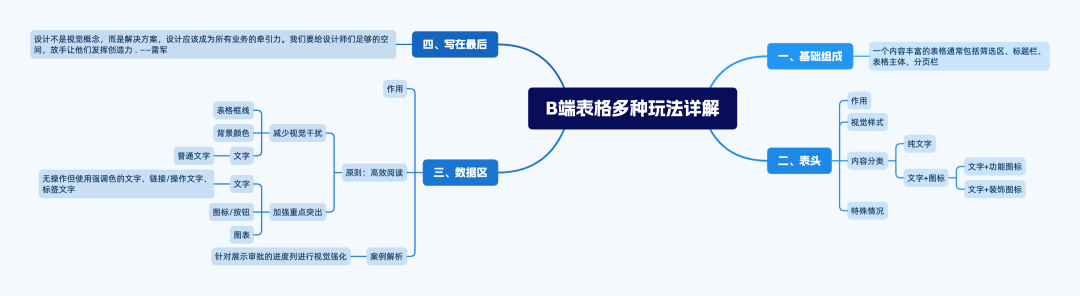 B端表格多种玩法详解
一、基础组成
一个内容丰富的表格通常包括筛选区、标题栏、
表格主体、分页栏
二、表头
作用
视觉样式
内容分类
纯文字
文字+图标
文字+功能图标
文字+装饰图标
特殊情况
三、数据区
作用
原则：高效阅读
减少视觉干扰
表格框线
背景颜色
文字
普通文字
加强重点突出
文字
无操作但使用强调色的文字、链接/操作文字、
标签文字
图标/按钮
图表
案例解析
针对展示审批的进度列进行视觉强化
四、写在最后
设计不是视觉概念，而是解决方案，设计应该成为所有业务的牵引力。我们要给设计师们足够的空
间，放手让他们发挥创造力 . ——雷军